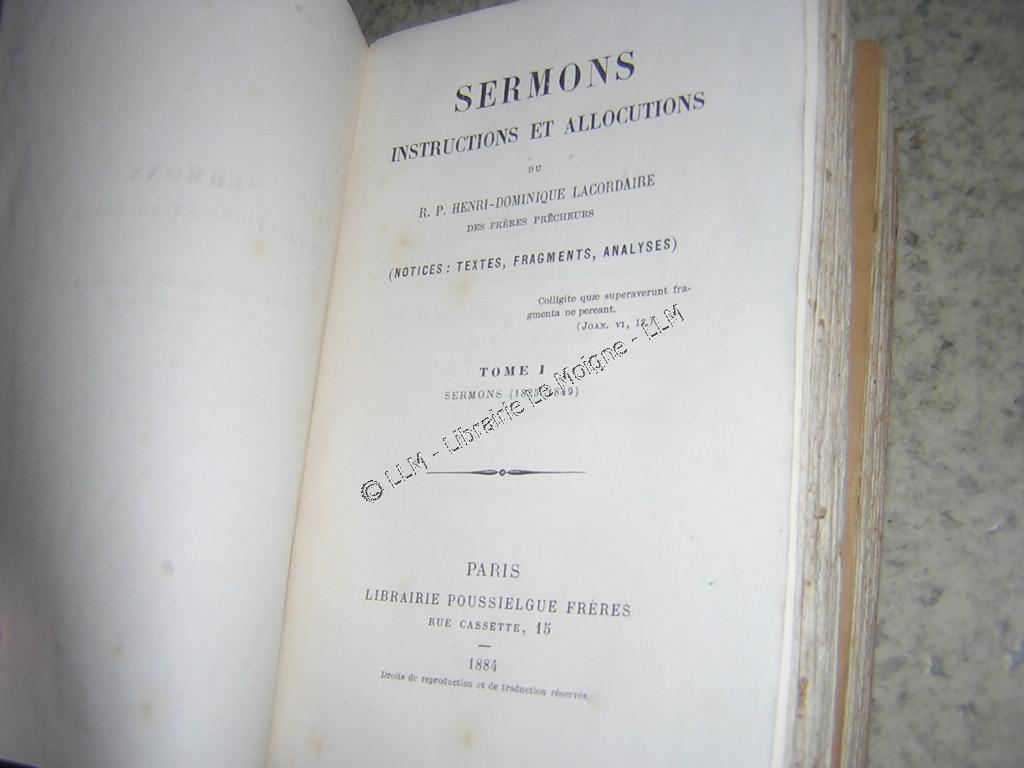 SERMONS
INSTRUCTIONS ET ALLOCUTIONS
DU
R. P. HENRI-DOMINIQUE LACORDAIRE
DES FRÈRES PRÊCHEURS
(NOTICES : TEXTES, FRAGMENTS, ANALYSES)
Colligite quæ superaverunt fra-
gmenta ne pereant.
(JOAN. VI, 12.)
TOME I
SERMONS
© LLM - Librairie Le Moigne - LLM
PARIS
LIBRAIRIE POUSSIELGUE FRÈRES
RUE CASSETTE, 15
1884
Droits de reproduction et de traduction réservés.
SERMONS